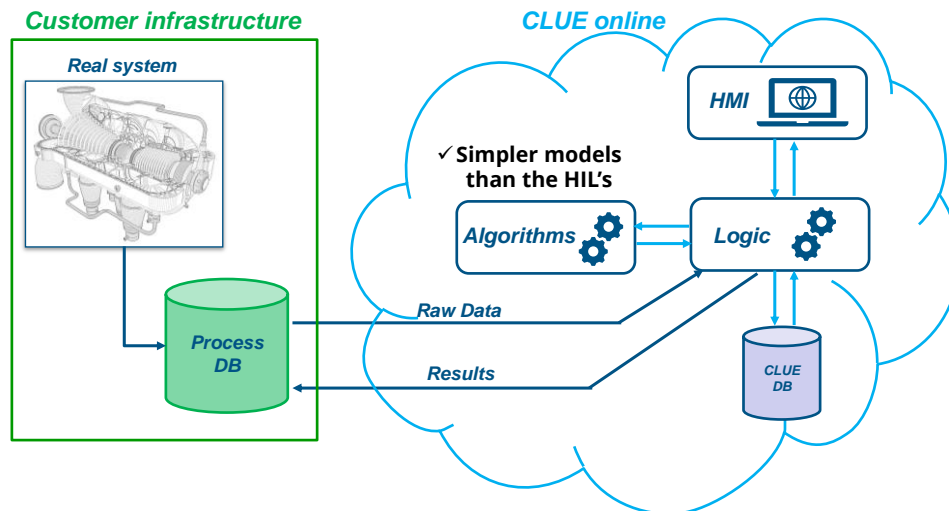 Customer infrastructure
CLUE online
Real system
HMI
✓ Simpler models
than the HIL's
Algorithms
Logic
Raw Data
Process
DB
Results
CLUE
DB